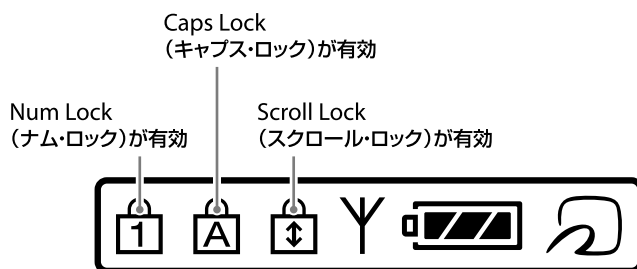 Caps Lock
（キャプス・ロック）が有効
Num Lock
（ナム・ロック）が有効
Scroll Lock
（スクロール・ロック）が有効
1
A